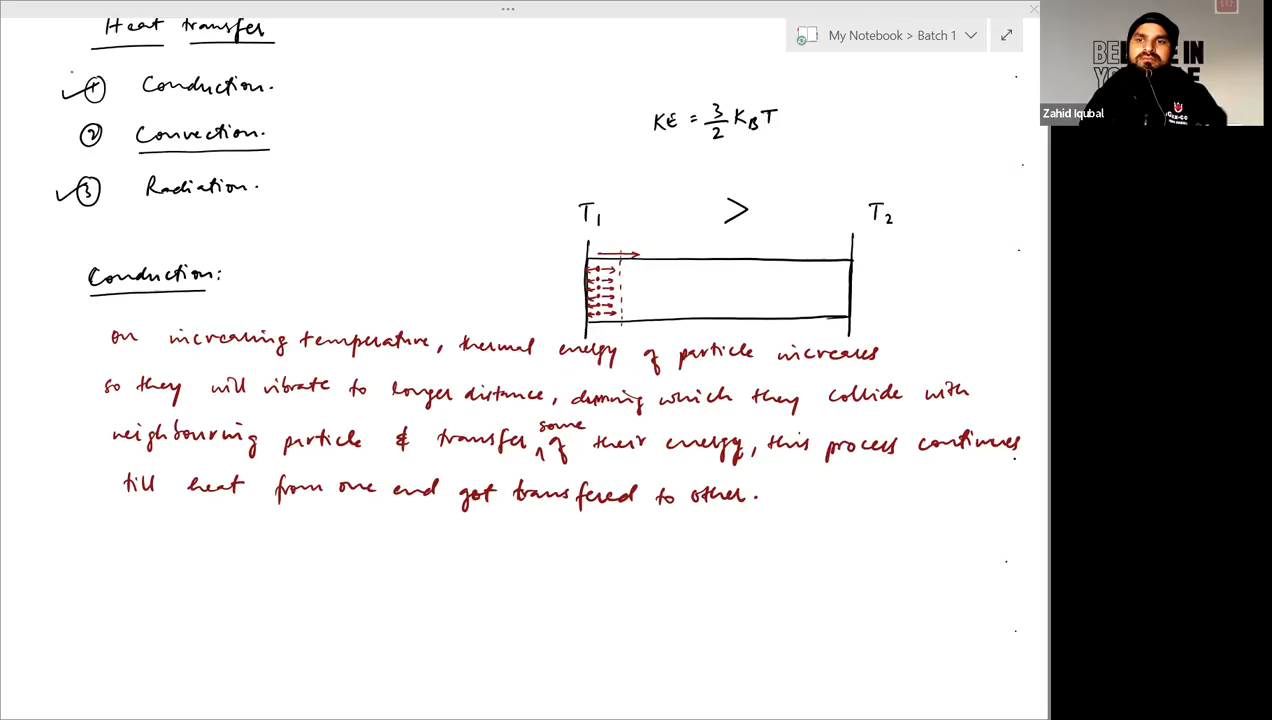 Heat transfer
My Notebook > Batch 1
① Conduction.
② Convection.
③ Radiation.
KE = 3/2 K_B T
T₁ > T₂
Conduction:
on increasing temperature, thermal energy of particle increases
so they will vibrate to longer distance, during which they collide with
neighbouring particle & transfer some of their energy, this process continues
till heat from one end got transfered to other.
Zahid Iqubal
IN